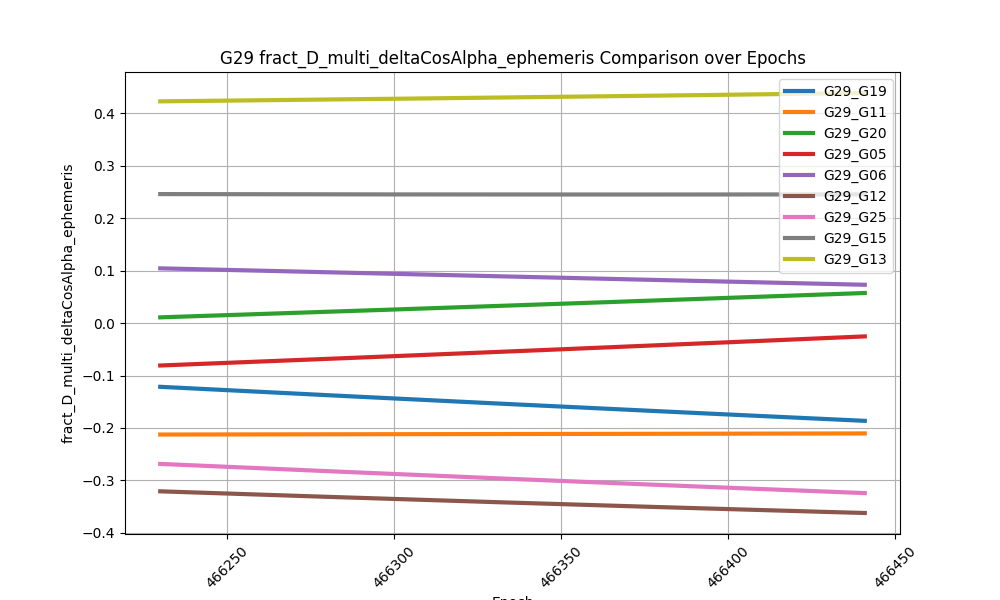 G29 fract_D_multi_deltaCosAlpha_ephemeris Comparison over Epochs
fract_D_multi_deltaCosAlpha_ephemeris
0.4
0.3
0.2
0.1
0.0
−0.1
−0.2
−0.3
−0.4
G29_G19
G29_G11
G29_G20
G29_G05
G29_G06
G29_G12
G29_G25
G29_G15
G29_G13
466250
466300
466350
466400
466450
Epoch